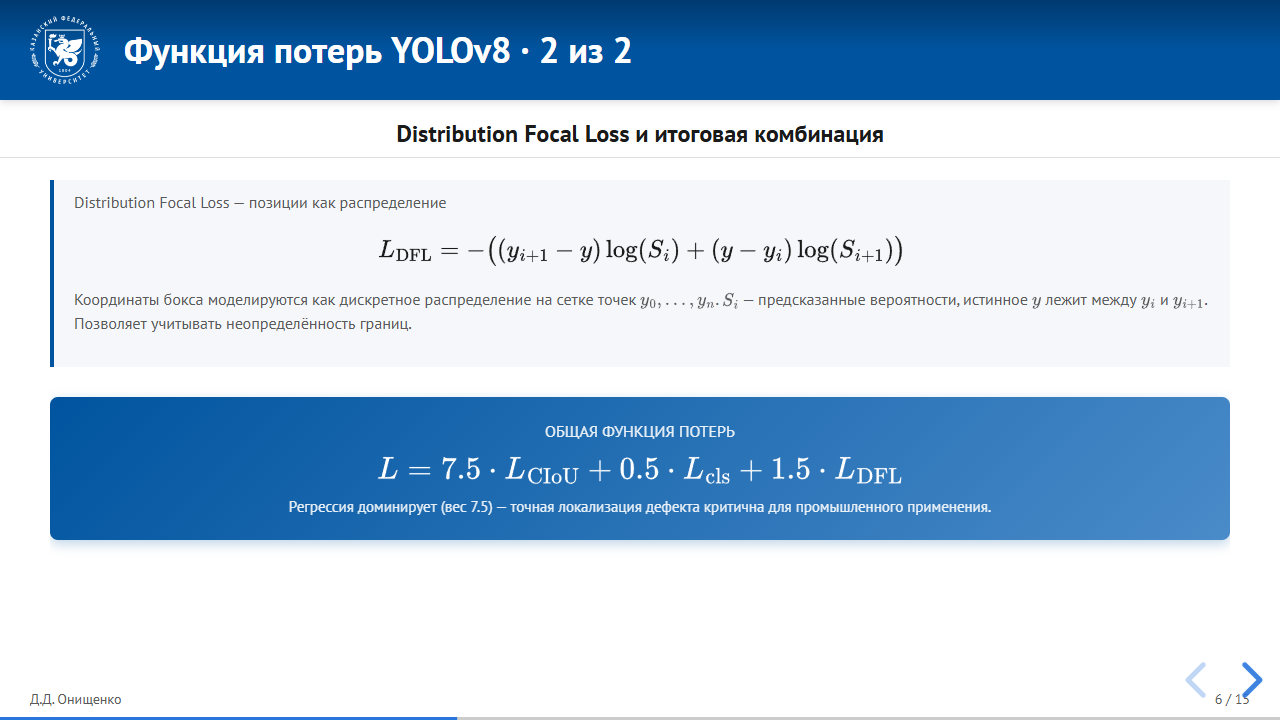 КАЗАНСКИЙ ФЕДЕРАЛЬНЫЙ УНИВЕРСИТЕТ
1804
Функция потерь YOLOv8 · 2 из 2
Distribution Focal Loss и итоговая комбинация
Distribution Focal Loss — позиции как распределение
L_DFL = −((y_{i+1} − y) log(S_i) + (y − y_i) log(S_{i+1}))
Координаты бокса моделируются как дискретное распределение на сетке точек y_0, …, y_n. S_i – предсказанные вероятности, истинное y лежит между y_i и y_{i+1}.
Позволяет учитывать неопределённость границ.
ОБЩАЯ ФУНКЦИЯ ПОТЕРЬ
L = 7.5 · L_CIoU + 0.5 · L_cls + 1.5 · L_DFL
Регрессия доминирует (вес 7.5) — точная локализация дефекта критична для промышленного применения.
Д.Д. Онищенко
6 / 15